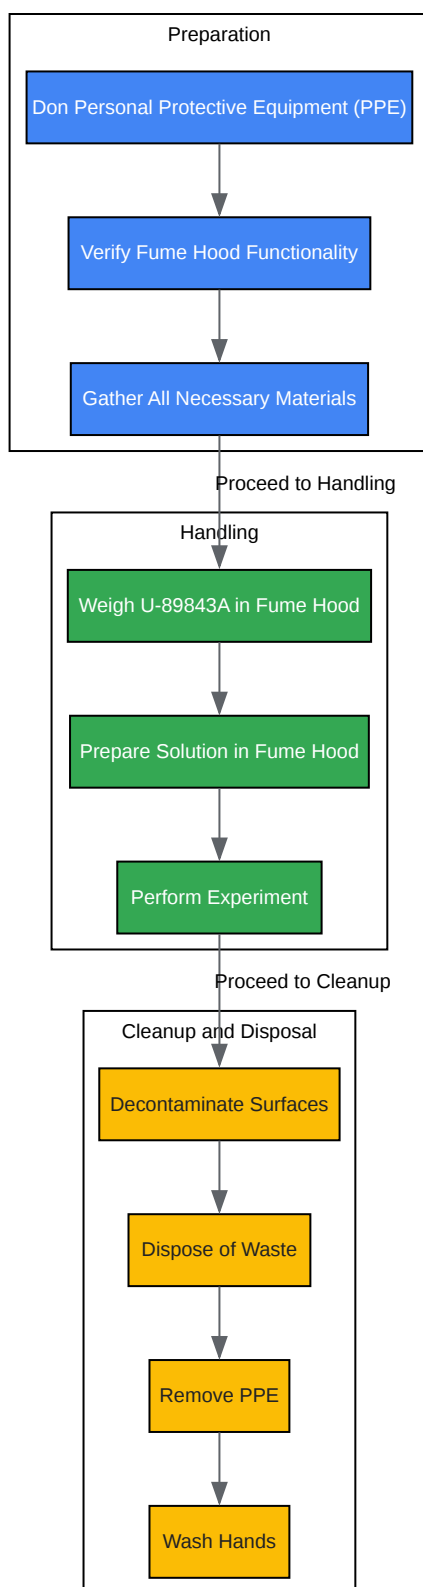 Preparation
Don Personal Protective Equipment (PPE)
Verify Fume Hood Functionality
Gather All Necessary Materials
Proceed to Handling
Handling
Weigh U-89843A in Fume Hood
Prepare Solution in Fume Hood
Perform Experiment
Proceed to Cleanup
Cleanup and Disposal
Decontaminate Surfaces
Dispose of Waste
Remove PPE
Wash Hands